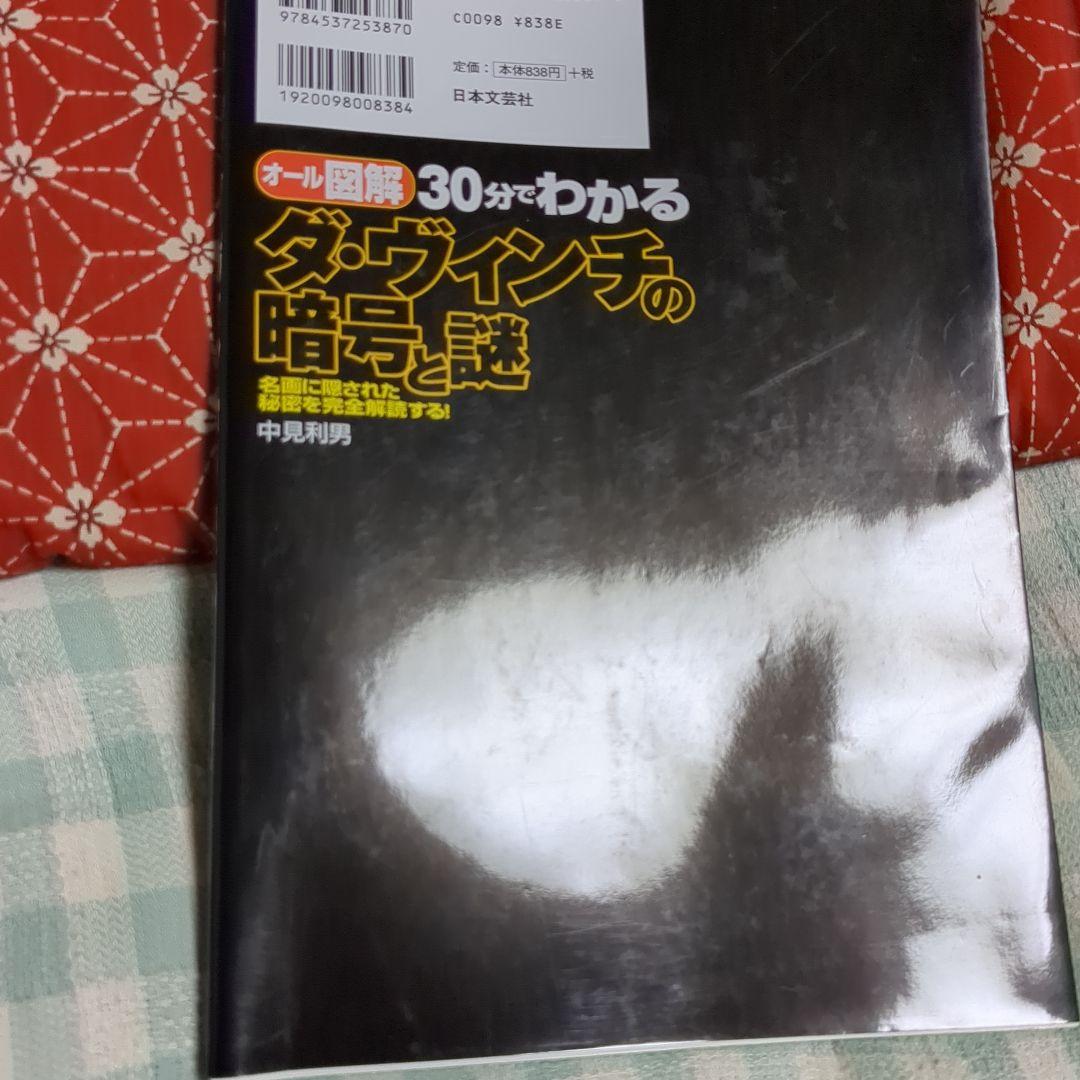 9784537253870
C0098 ¥838E
1920098008384
定価：本体838円+税
日本文芸社
オール図解 30分でわかる
ダ・ヴィンチの
暗号と謎
名画に隠された
秘密を完全解読する!
中見利男